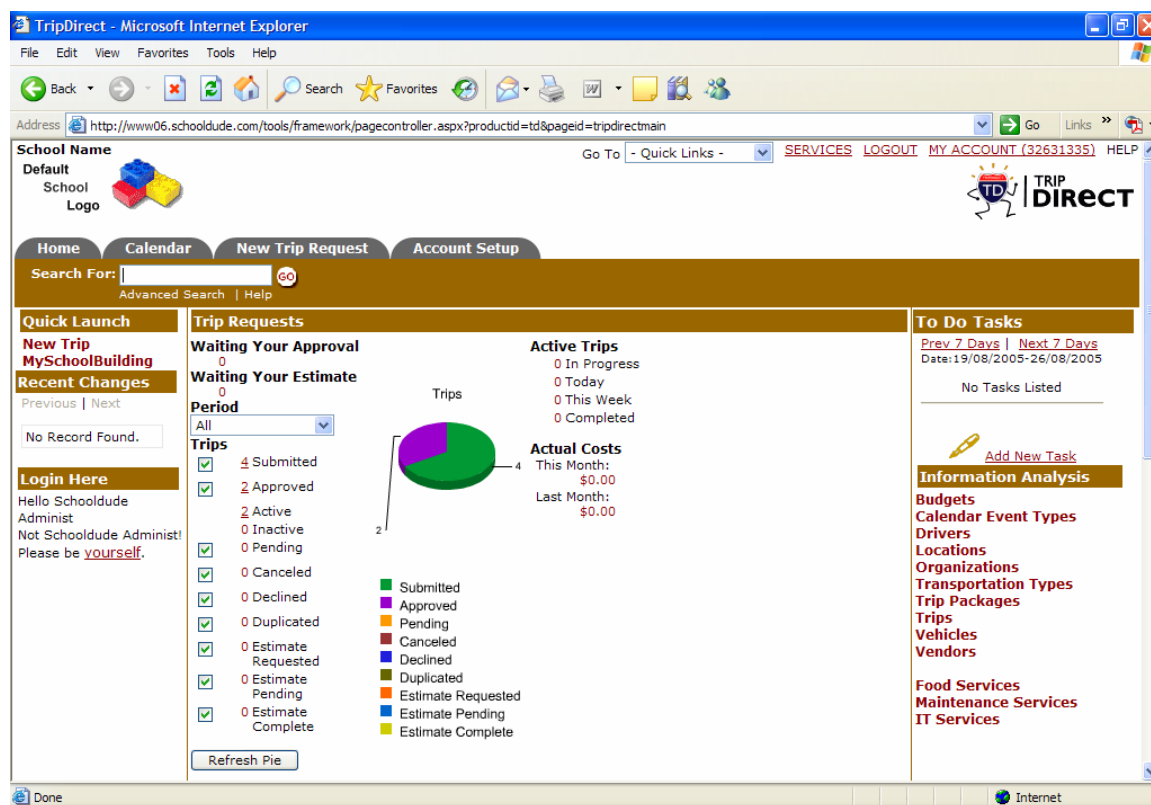 TripDirect - Microsoft Internet Explorer
File Edit View Favorites Tools Help
Back Search Favorites
Address http://www06.schooldude.com/tools/framework/pagecontroller.aspx?productid=td&pageid=tripdirectmain Go Links »
School Name
Default
School
Logo
Go To - Quick Links - SERVICES LOGOUT MY ACCOUNT (32631335) HELP
TD TRIP
DIRECT
Home Calendar New Trip Request Account Setup
Search For: GO
Advanced Search | Help
Quick Launch
New Trip
MySchoolBuilding
Recent Changes
Previous | Next
No Record Found.
Login Here
Hello Schooldude
Administ
Not Schooldude Administ!
Please be yourself.
Trip Requests
Waiting Your Approval
0
Waiting Your Estimate
0
Period
All
Trips
4 Submitted
2 Approved
2 Active
0 Inactive
0 Pending
0 Canceled
0 Declined
0 Duplicated
0 Estimate
Requested
0 Estimate
Pending
0 Estimate
Complete
Refresh Pie
Trips
4
2
Submitted
Approved
Pending
Canceled
Declined
Duplicated
Estimate Requested
Estimate Pending
Estimate Complete
Active Trips
0 In Progress
0 Today
0 This Week
0 Completed
Actual Costs
This Month:
$0.00
Last Month:
$0.00
To Do Tasks
Prev 7 Days | Next 7 Days
Date:19/08/2005-26/08/2005
No Tasks Listed
Add New Task
Information Analysis
Budgets
Calendar Event Types
Drivers
Locations
Organizations
Transportation Types
Trip Packages
Trips
Vehicles
Vendors
Food Services
Maintenance Services
IT Services
Done Internet